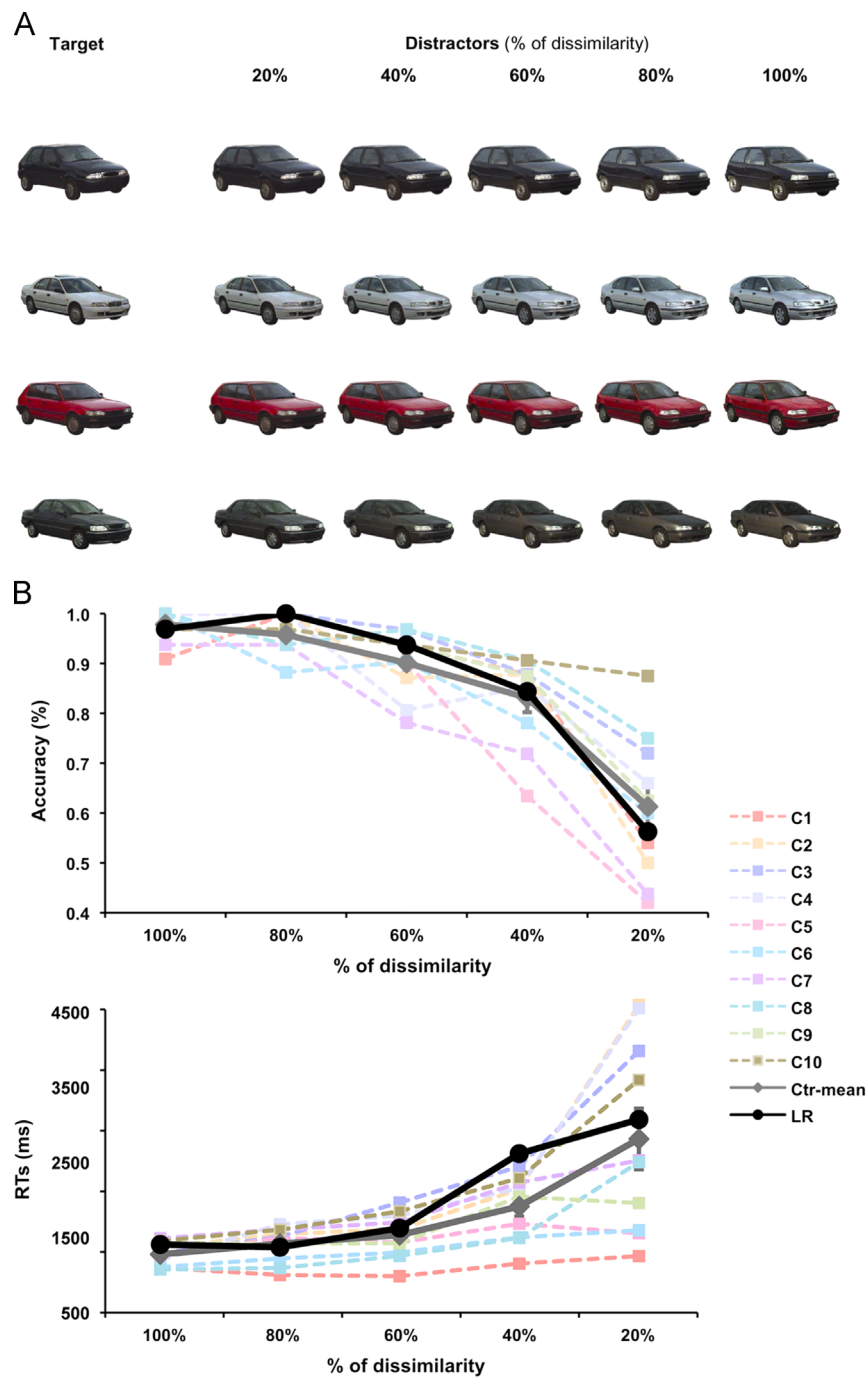 A
Target
Distractors (% of dissimilarity)
20% 40% 60% 80% 100%
B
1.0
0.9
0.8
0.7
0.6
0.5
0.4
Accuracy (%)
100% 80% 60% 40% 20%
% of dissimilarity
C1
C2
C3
C4
C5
C6
C7
C8
C9
C10
Ctr-mean
LR
4500
3500
2500
1500
500
RTs (ms)
100% 80% 60% 40% 20%
% of dissimilarity